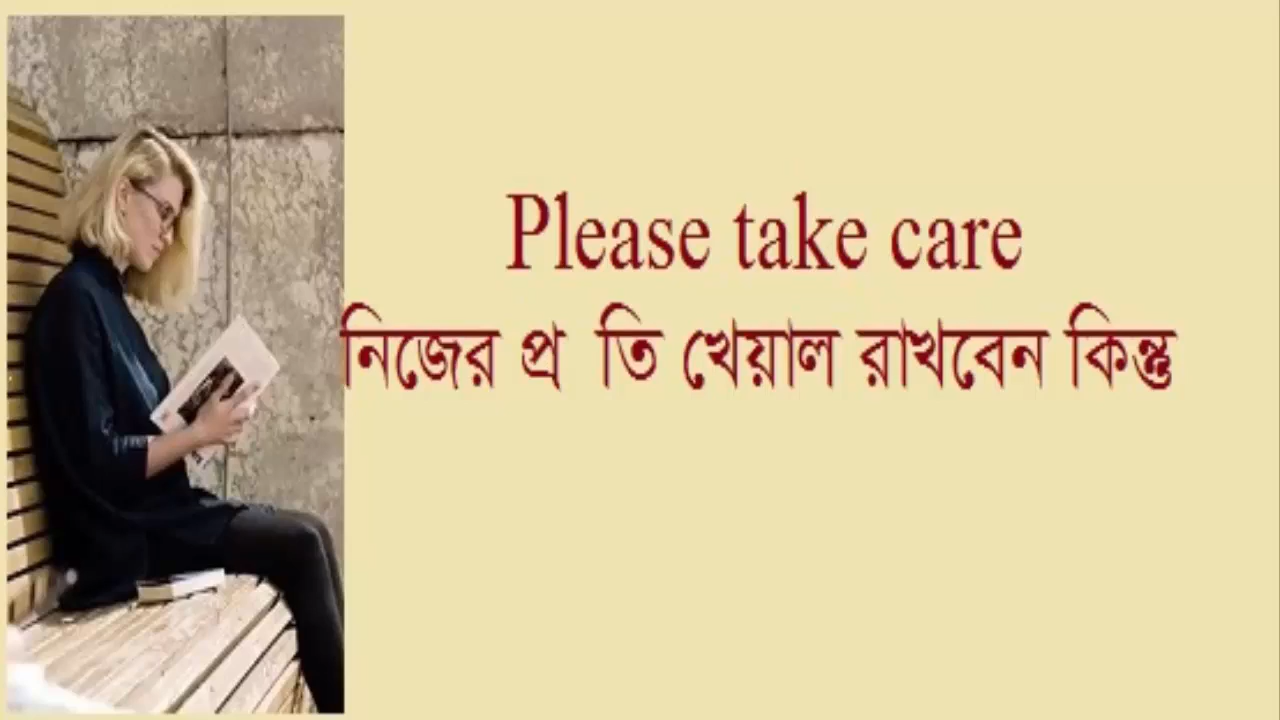 Please take care
নিজের প্র তি খেয়াল রাখবেন কিন্তু